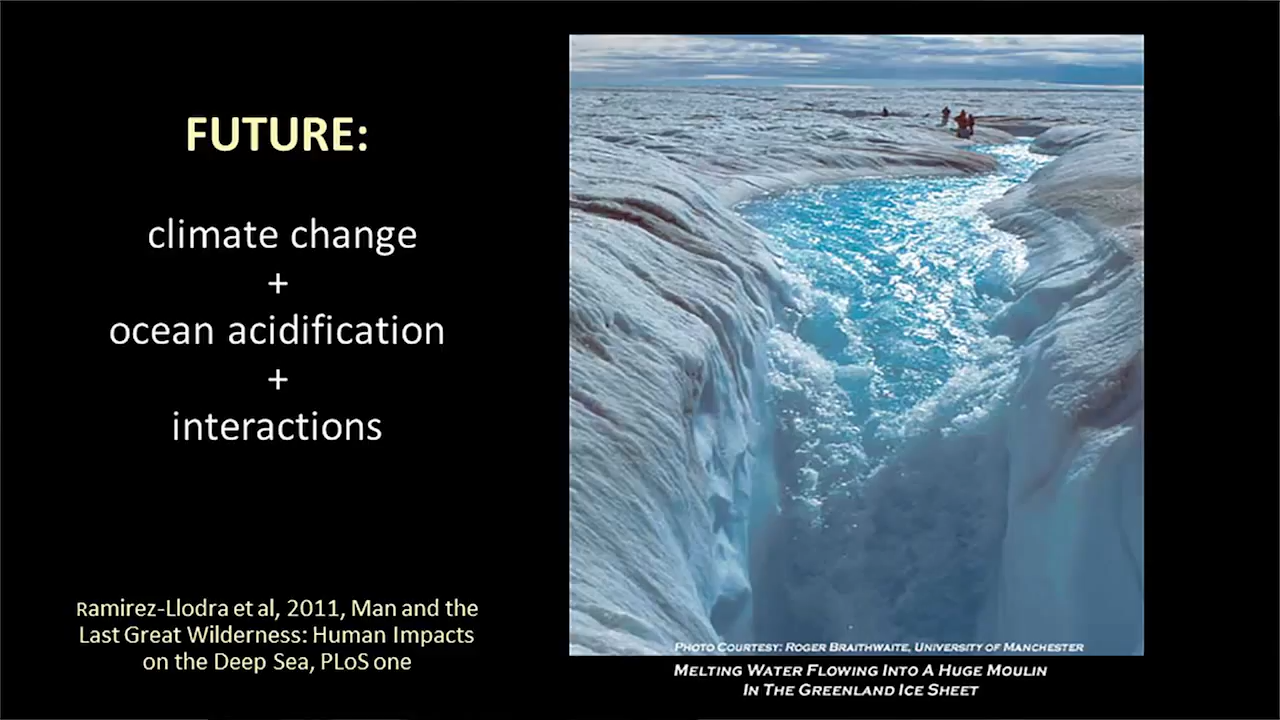 FUTURE:
climate change
+
ocean acidification
+
interactions
Ramirez-Llodra et al, 2011, Man and the
Last Great Wilderness: Human Impacts
on the Deep Sea, PLoS one
Photo Courtesy: Roger Braithwaite, University of Manchester
Melting Water Flowing Into A Huge Moulin
In The Greenland Ice Sheet